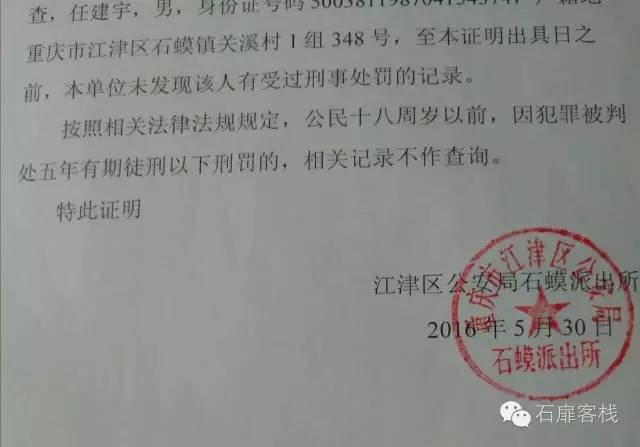 查，任建宇，男，身份证号码
重庆市江津区石蟆镇关溪村 1 组 348 号，至本证明出具日之
前，本单位未发现该人有受过刑事处罚的记录。
按照相关法律法规规定，公民十八周岁以前，因犯罪被判
处五年有期徒刑以下刑罚的，相关记录不作查询。
特此证明
江津区公安局石蟆派出所
2016 年 5 月 30 日
重庆市江津区公安局
石蟆派出所
石扉客栈